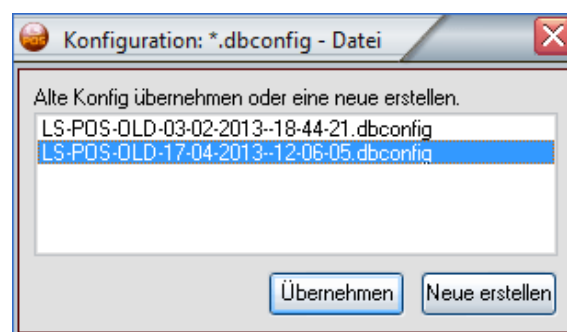 POS
Konfiguration: *.dbconfig - Datei
Alte Konfig übernehmen oder eine neue erstellen.
LS-POS-OLD-03-02-2013--18-44-21.dbconfig
LS-POS-OLD-17-04-2013--12-06-05.dbconfig
Übernehmen
Neue erstellen